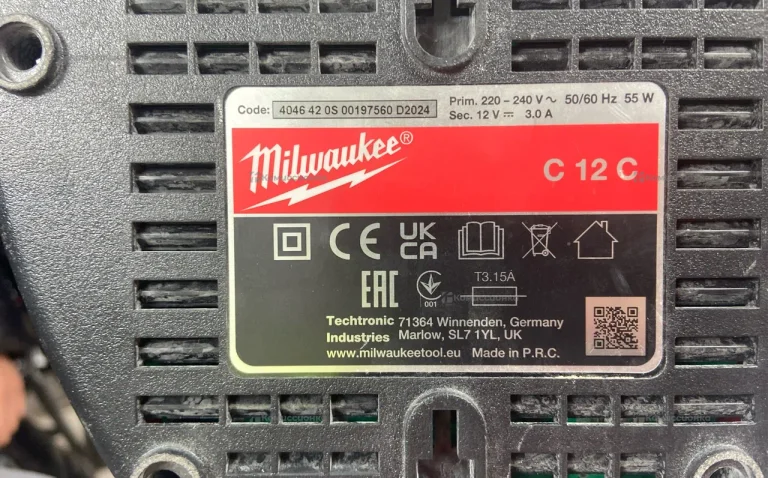 Code: 4046 42 0S 00197560 D2024
Prim. 220 – 240 V ~ 50/60 Hz 55 W
Sec. 12 V ⎓ 3.0 A
Milwaukee®
C 12 C
CE UK CA
EAC 001 T3.15A
Techtronic 71364 Winnenden, Germany
Industries Marlow, SL7 1YL, UK
www.milwaukeetool.eu Made in P.R.C.